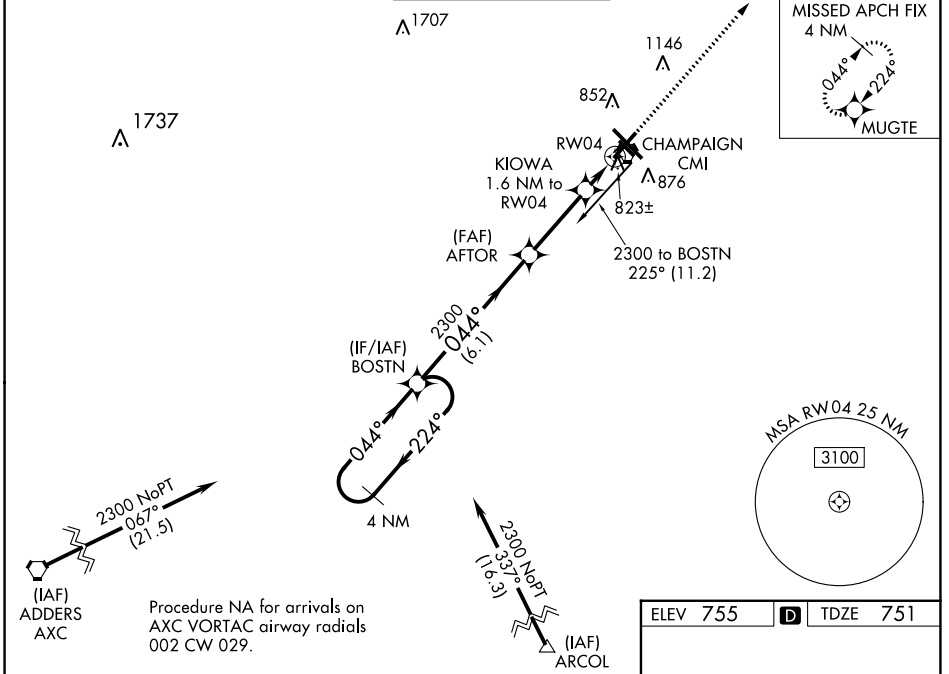 1707
1146
MISSED APCH FIX
4 NM
044°
224°
MUGTE
1737
852
RW04
CHAMPAIGN
CMI
KIOWA
1.6 NM to
RW04
876
823±
(FAF)
AFTOR
2300 to BOSTN
225° (11.2)
2300
044°
(6.1)
(IF/IAF)
BOSTN
044°
224°
4 NM
MSA RW04 25 NM
3100
2300 NoPT
067°
(21.5)
(IAF)
ADDERS
AXC
2300 NoPT
337°
(16.3)
(IAF)
ARCOL
Procedure NA for arrivals on
AXC VORTAC airway radials
002 CW 029.
ELEV 755 D TDZE 751